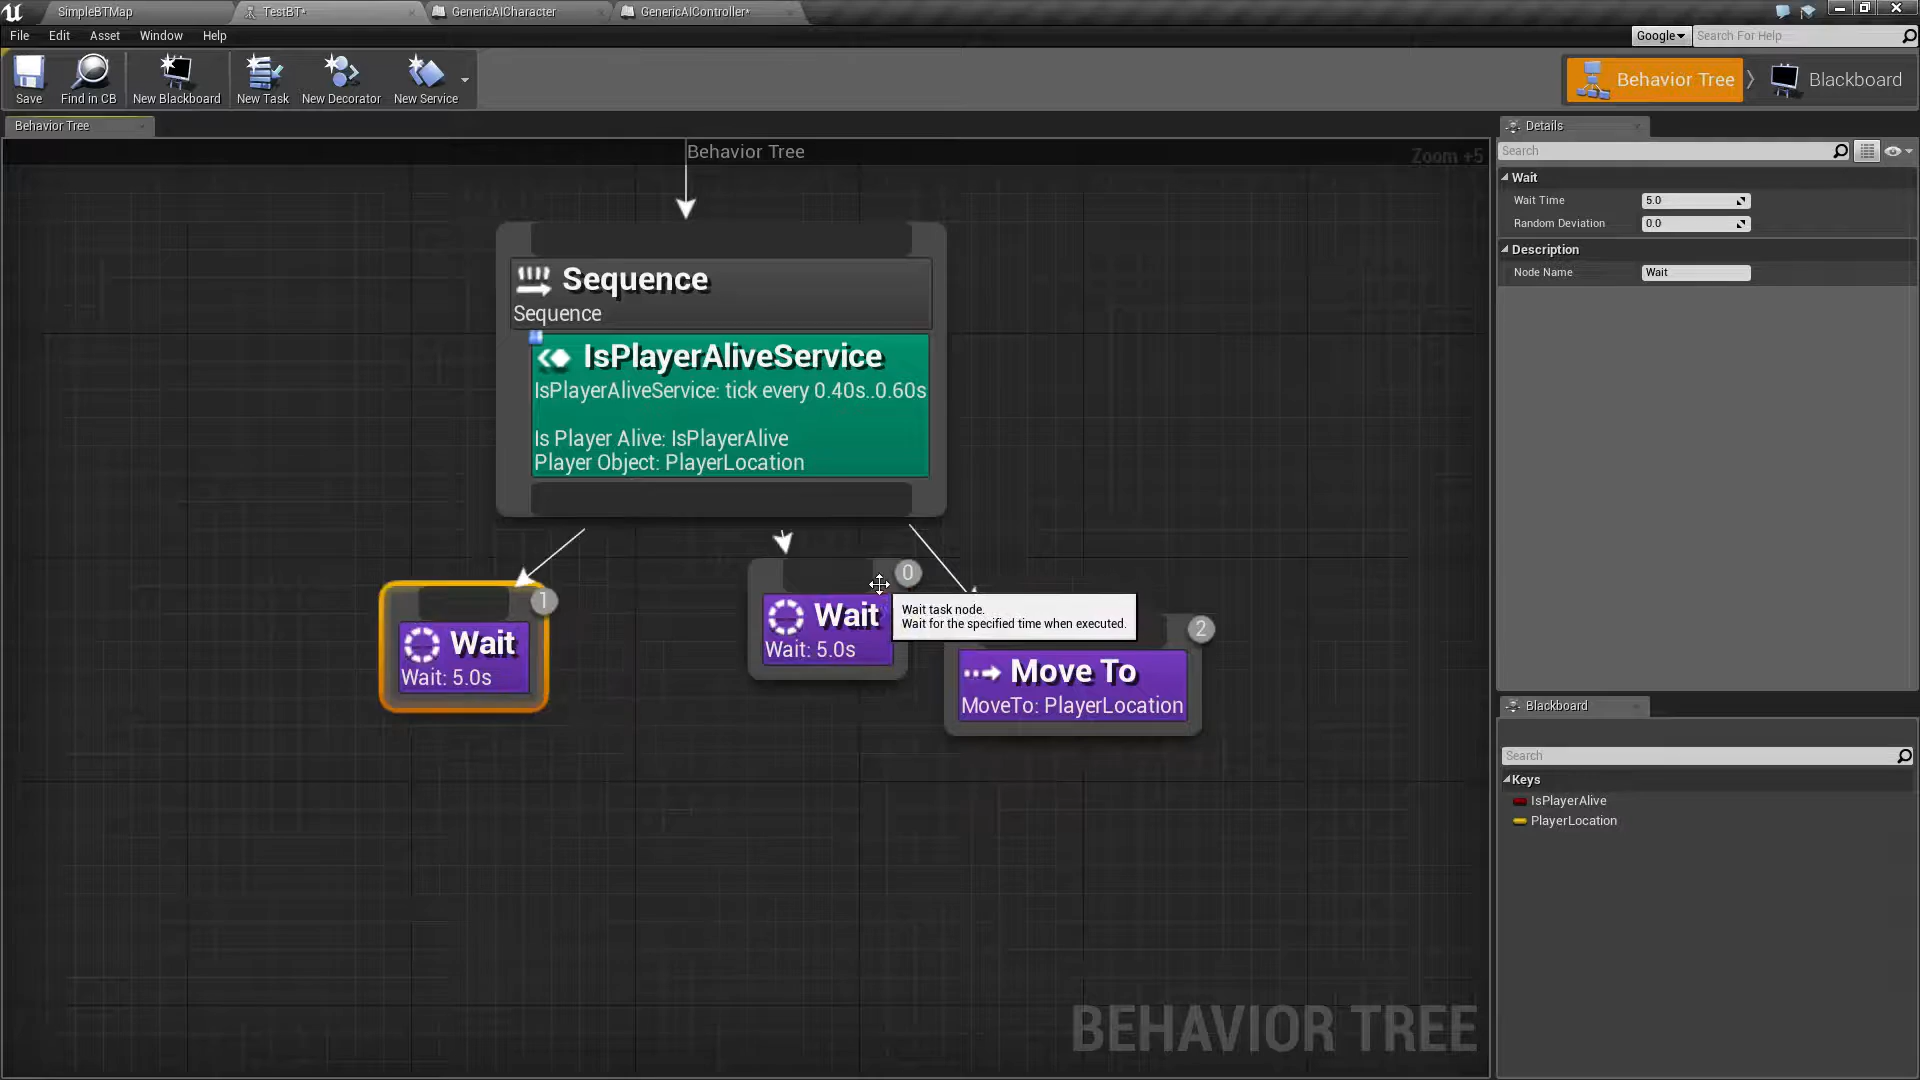 SimpleBTMap
TestBT*
GenericAICharacter
GenericAIController*
File
Edit
Asset
Window
Help
Google
Search For Help
Save
Find in CB
New Blackboard
New Task
New Decorator
New Service
Behavior Tree
Blackboard
Behavior Tree
Behavior Tree
Zoom +5
Sequence
Sequence
IsPlayerAliveService
IsPlayerAliveService: tick every 0.40s..0.60s
Is Player Alive: IsPlayerAlive
Player Object: PlayerLocation
1
Wait
Wait: 5.0s
0
Wait
Wait: 5.0s
Wait task node.
Wait for the specified time when executed.
2
Move To
MoveTo: PlayerLocation
BEHAVIOR TREE
Details
Search
Wait
Wait Time
5.0
Random Deviation
0.0
Description
Node Name
Wait
Blackboard
Search
Keys
IsPlayerAlive
PlayerLocation